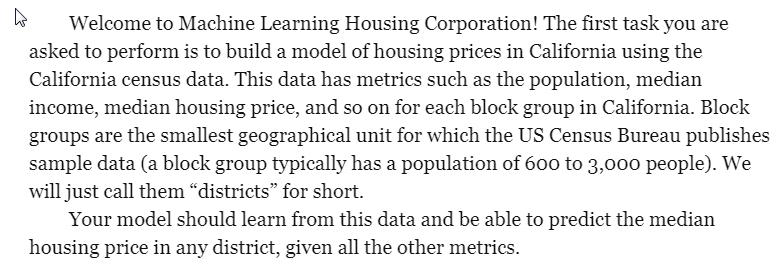 Welcome to Machine Learning Housing Corporation! The first task you are
asked to perform is to build a model of housing prices in California using the
California census data. This data has metrics such as the population, median
income, median housing price, and so on for each block group in California. Block
groups are the smallest geographical unit for which the US Census Bureau publishes
sample data (a block group typically has a population of 600 to 3,000 people). We
will just call them “districts” for short.
Your model should learn from this data and be able to predict the median
housing price in any district, given all the other metrics.